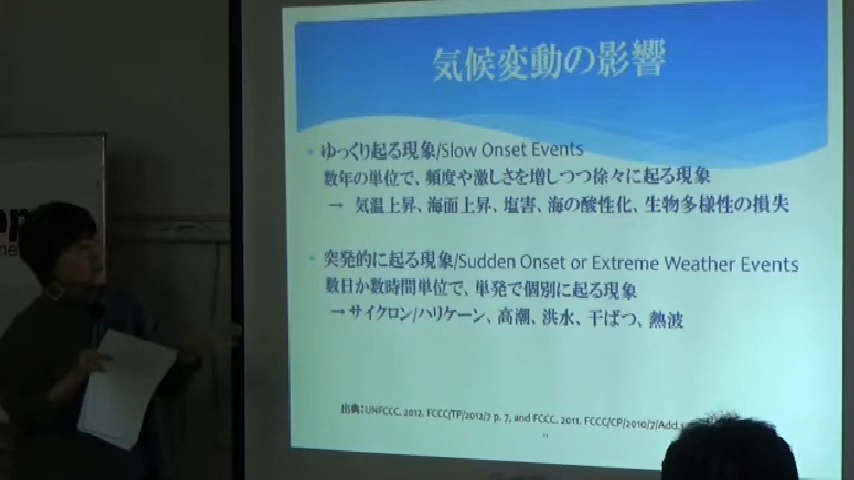 気候変動の影響
• ゆっくり起る現象/Slow Onset Events
数年の単位で、頻度や激しさを増しつつ徐々に起る現象
→ 気温上昇、海面上昇、塩害、海の酸性化、生物多様性の損失
• 突発的に起る現象/Sudden Onset or Extreme Weather Events
数日か数時間単位で、単発で個別に起る現象
→サイクロン/ハリケーン、高潮、洪水、干ばつ、熱波
出典：UNFCCC. 2012. FCCC/TP/2012/7 p. 7, and FCCC. 2011. FCCC/CP/2010/7/Add.
11